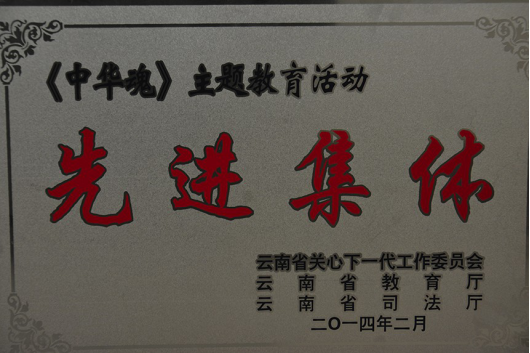 《中华魂》主题教育活动
先进集体
云南省关心下一代工作委员会
云南省教育厅
云南省司法厅
二O一四年二月